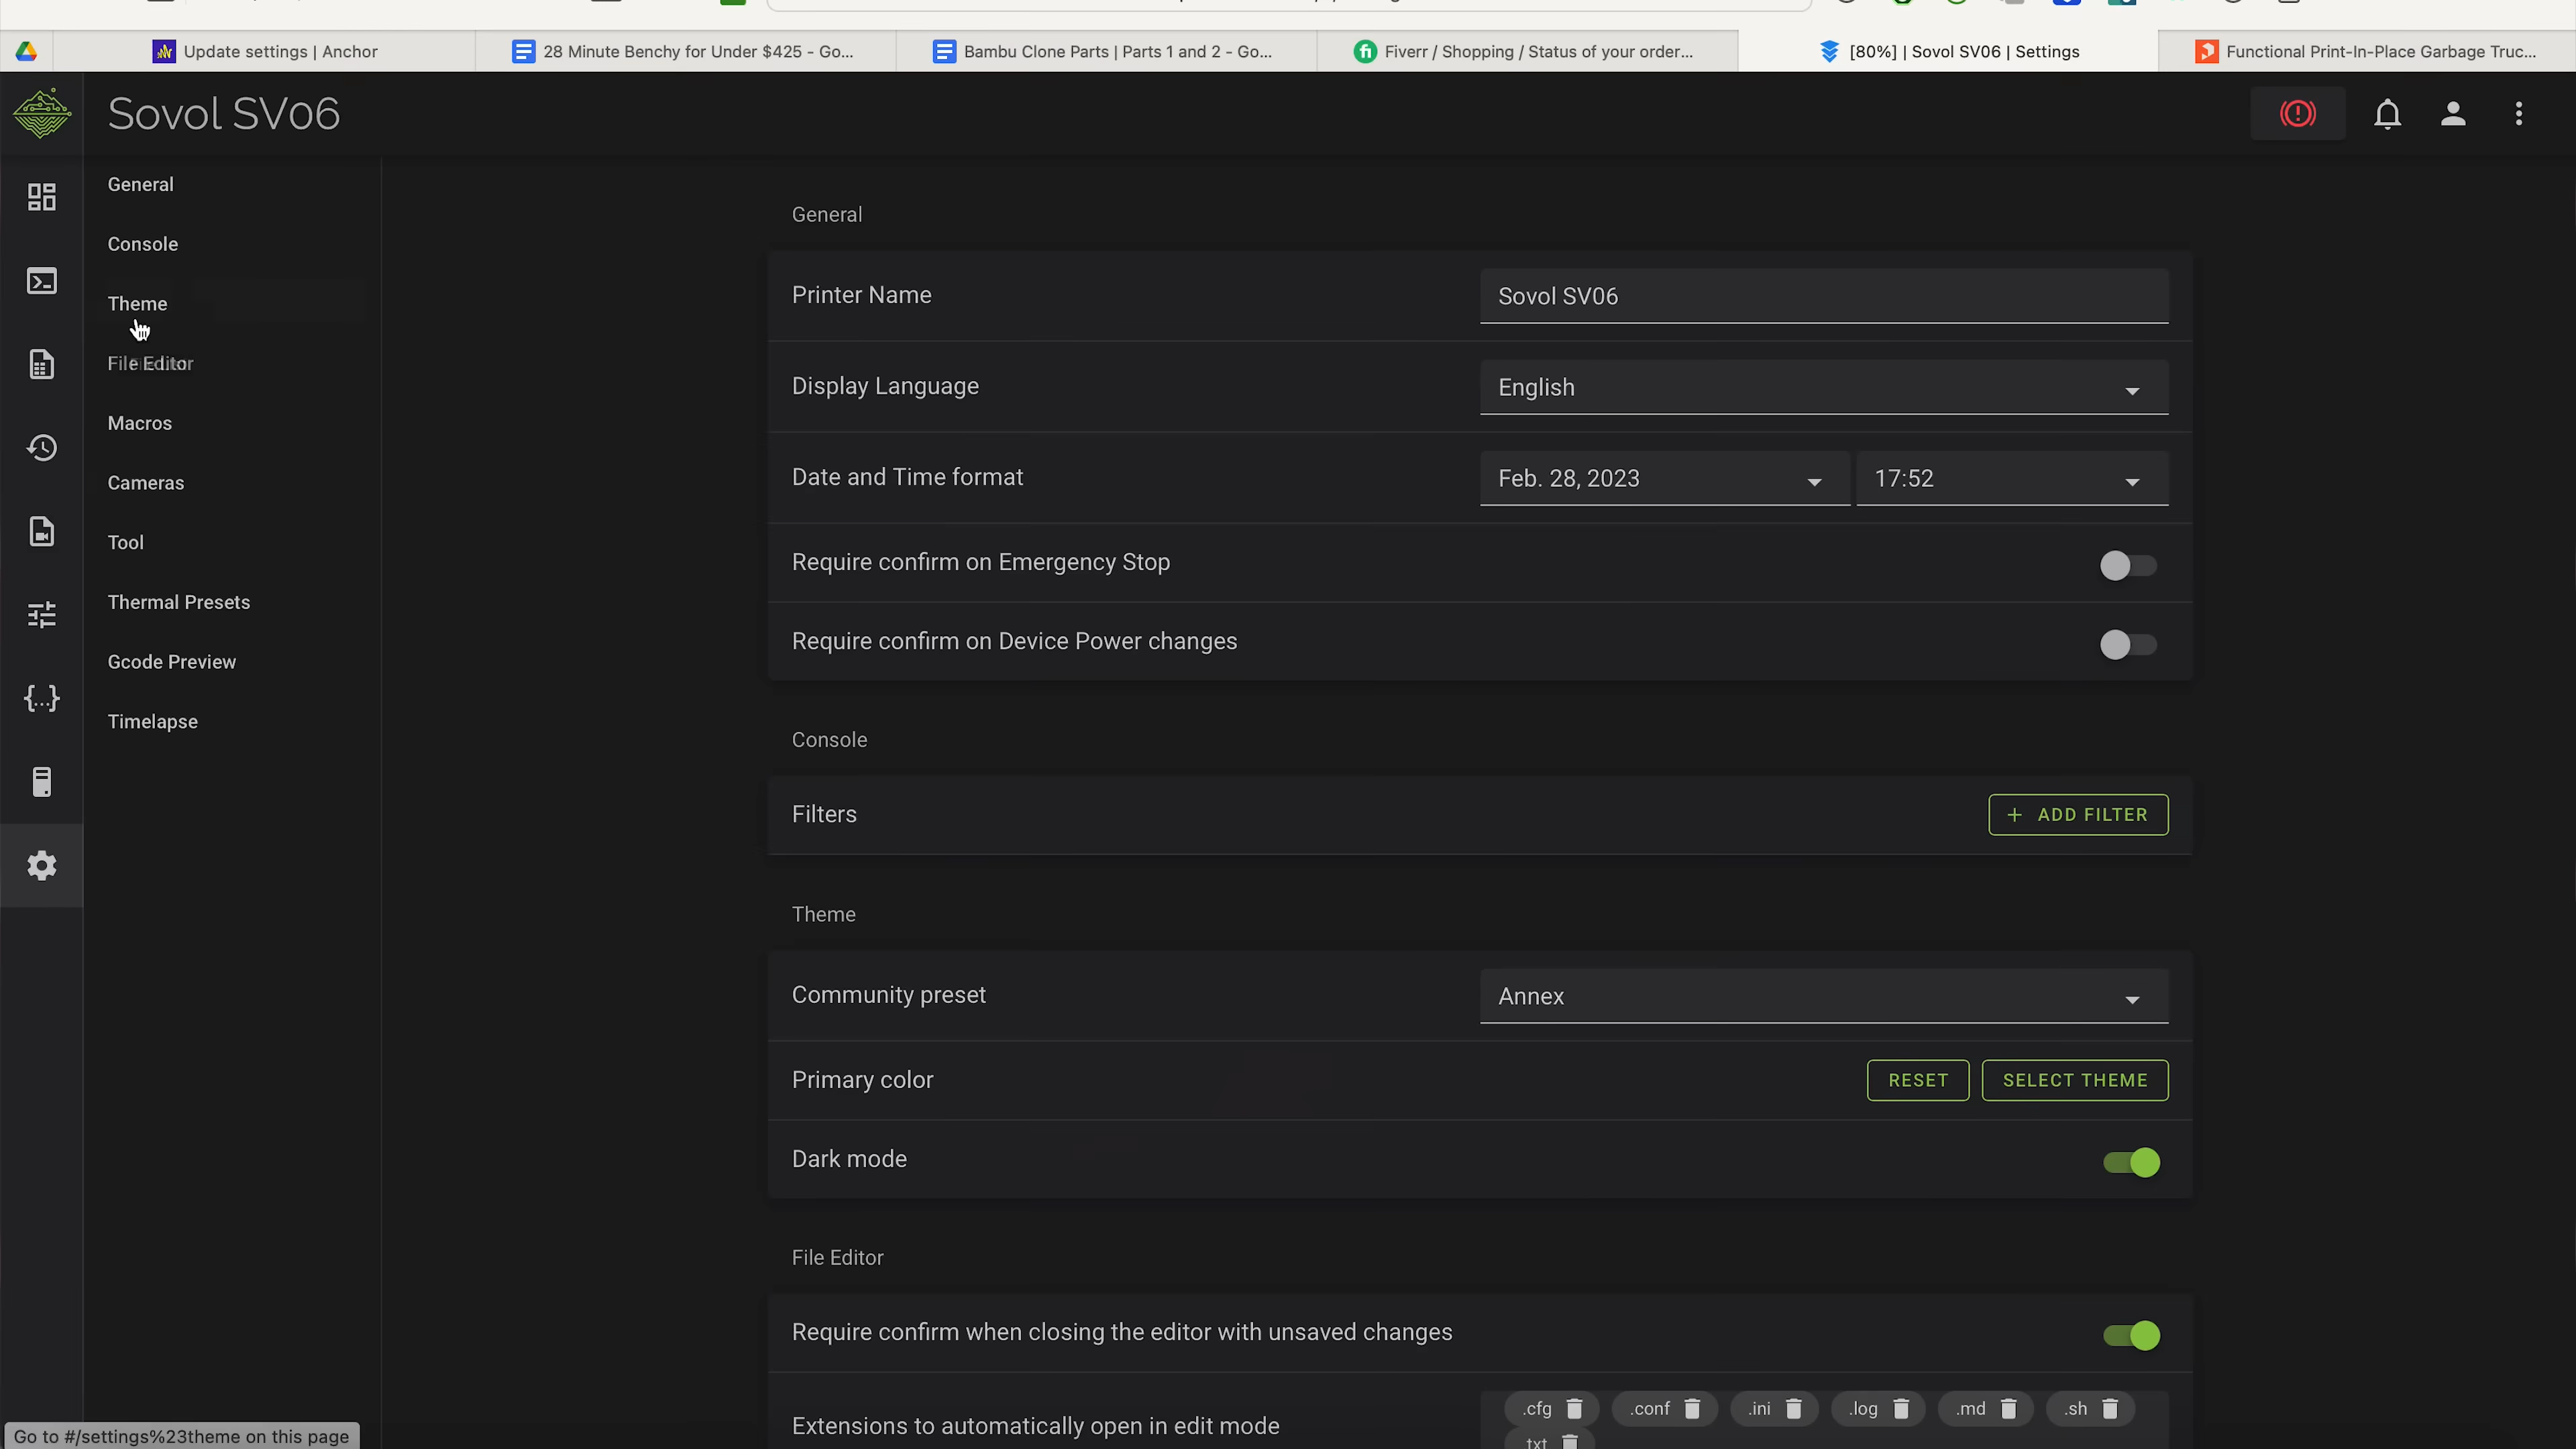 Update settings | Anchor
28 Minute Benchy for Under $425 - Go...
Bambu Clone Parts | Parts 1 and 2 - Go...
Fiverr / Shopping / Status of your order...
[80%] | Sovol SV06 | Settings
Functional Print-In-Place Garbage Truc...
Sovol SV06
General
Console
Theme
File Editor
Macros
Cameras
Tool
Thermal Presets
Gcode Preview
Timelapse
General
Printer Name Sovol SV06
Display Language English
Date and Time format Feb. 28, 2023 17:52
Require confirm on Emergency Stop
Require confirm on Device Power changes
Console
Filters + ADD FILTER
Theme
Community preset Annex
Primary color RESET SELECT THEME
Dark mode
File Editor
Require confirm when closing the editor with unsaved changes
Extensions to automatically open in edit mode .cfg .conf .ini .log .md .sh
.txt
Go to #/settings%23theme on this page